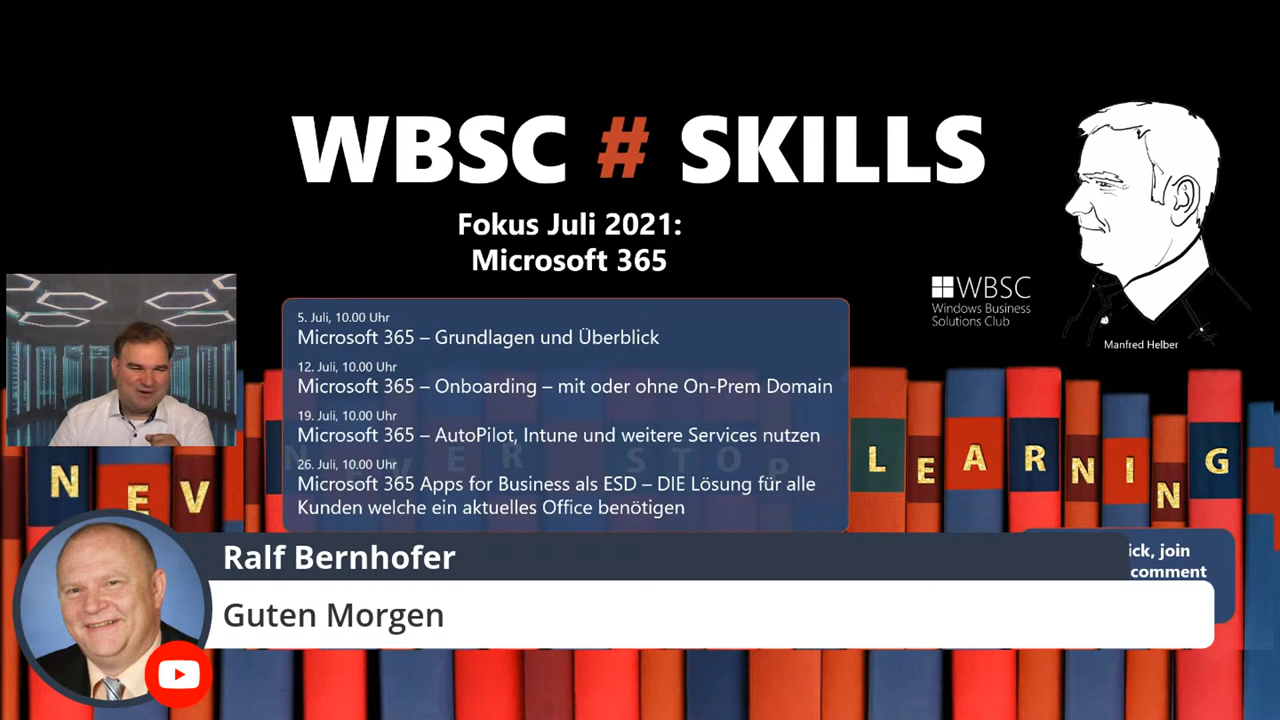 WBSC # SKILLS
Fokus Juli 2021:
Microsoft 365
WBSC
Windows Business
Solutions Club
Manfred Helber
5. Juli, 10.00 Uhr
Microsoft 365 – Grundlagen und Überblick
12. Juli, 10.00 Uhr
Microsoft 365 – Onboarding – mit oder ohne On-Prem Domain
19. Juli, 10.00 Uhr
Microsoft 365 – AutoPilot, Intune und weitere Services nutzen
26. Juli, 10.00 Uhr
Microsoft 365 Apps for Business als ESD – DIE Lösung für alle
Kunden welche ein aktuelles Office benötigen
NEVER STOP LEARNING
ick, join
comment
Ralf Bernhofer
Guten Morgen